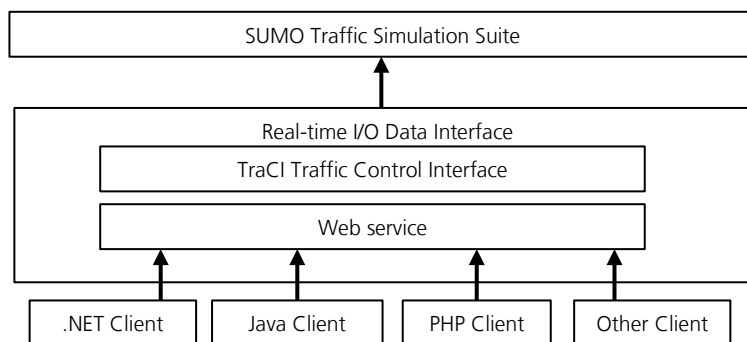 SUMO Traffic Simulation Suite
Real-time I/O Data Interface
TraCI Traffic Control Interface
Web service
.NET Client
Java Client
PHP Client
Other Client